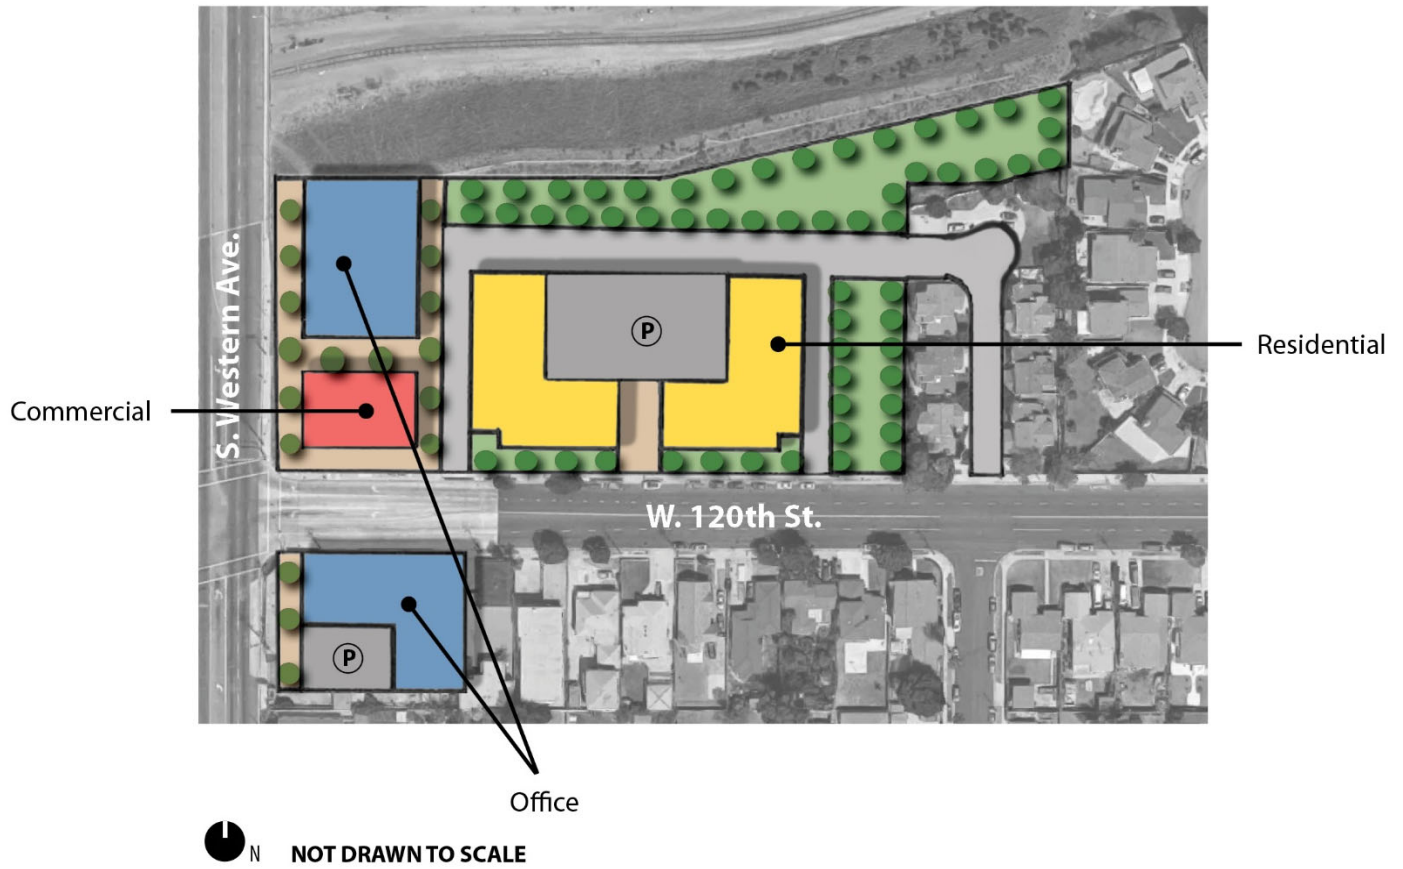 S. Western Ave.
P
Residential
Commercial
W. 120th St.
P
Office
N
NOT DRAWN TO SCALE